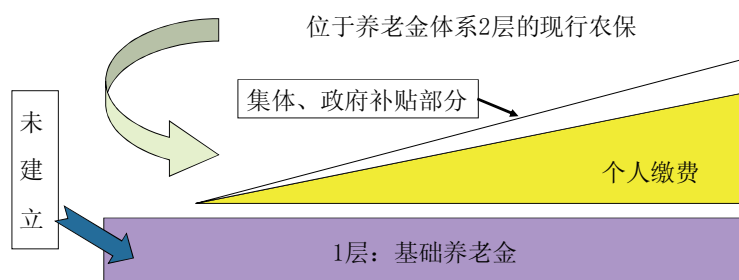 位于养老金体系2层的现行农保
集体、政府补贴部分
未
建
立
个人缴费
1层：基础养老金